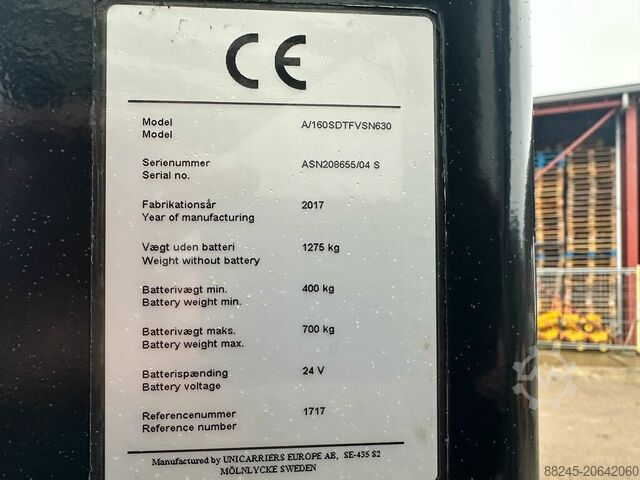 CE
Model A/160SDTFVSN630
Model
Serienummer ASN208655/04 S
Serial no.
Fabrikationsår 2017
Year of manufacturing
Vægt uden batteri 1275 kg
Weight without battery
Batterivægt min. 400 kg
Battery weight min.
Batterivægt maks. 700 kg
Battery weight max.
Batterispænding 24 V
Battery voltage
Referencenummer 1717
Reference number
Manufactured by UNICARRIERS EUROPE AB, SE-435 82
MÖLNLYCKE SWEDEN
88245-20642060